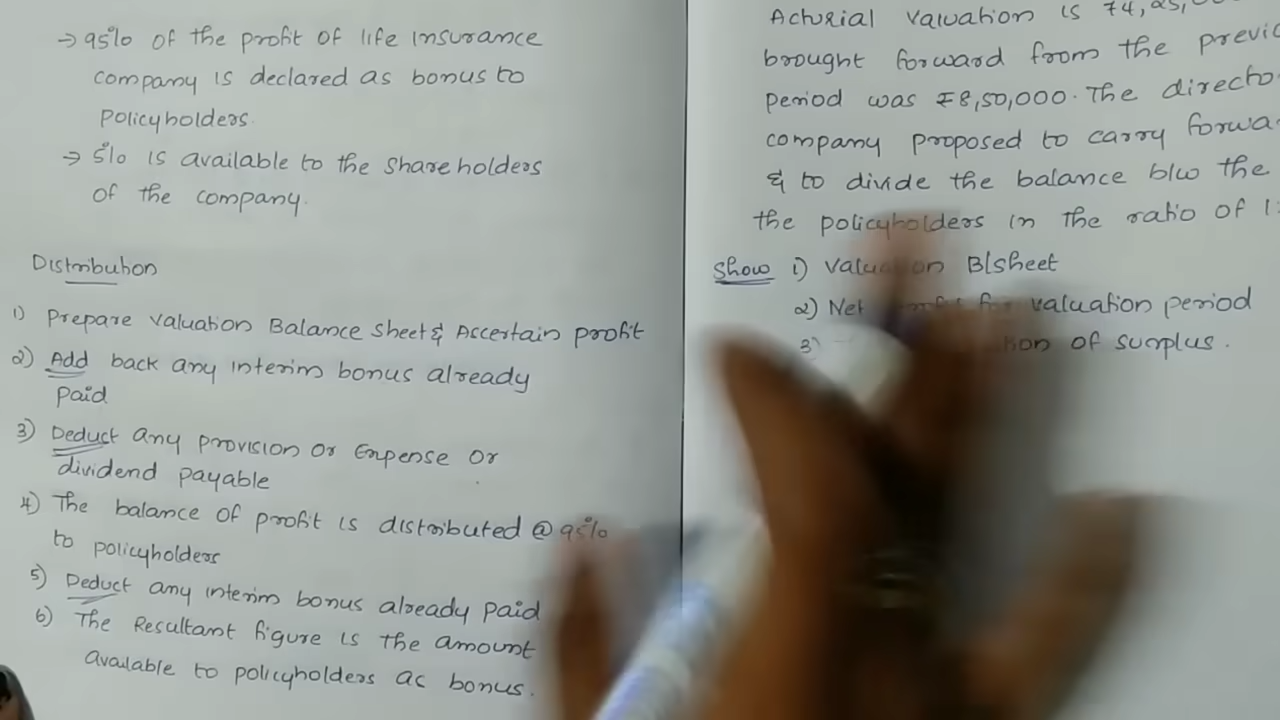 → 95% of the profit of life insurance
company is declared as bonus to
policyholders.
→ 5% is available to the shareholders
of the company.
Distribution
1) Prepare valuation Balance sheet & Ascertain profit
2) Add back any interim bonus already
paid
3) Deduct any provision or Expense or
dividend payable
4) The balance of profit is distributed @ 95%
to policyholders
5) Deduct any interim bonus already paid
6) The Resultant figure is the amount
available to policyholders as bonus.
Acturial valuation is ₹4,25,
brought forward from the
period was ₹8,50,000. The
company proposed to carry
& to divide the balance b/w the
the policyholders in the ratio of 1:
Show 1) Valuation B/sheet
2) Net for valuation period
3) of surplus.